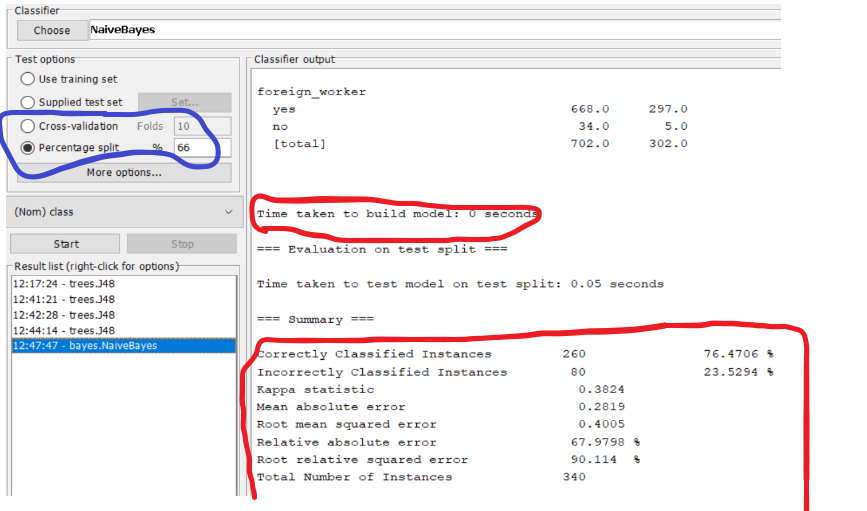 Classifier
Choose NaiveBayes
Test options
Use training set
Supplied test set Set...
Cross-validation Folds 10
Percentage split % 66
More options...
(Nom) class
Start Stop
Result list (right-click for options)
12:17:24 - trees.J48
12:41:21 - trees.J48
12:42:28 - trees.J48
12:44:14 - trees.J48
12:47:47 - bayes.NaiveBayes
Classifier output
foreign_worker
yes 668.0 297.0
no 34.0 5.0
[total] 702.0 302.0
Time taken to build model: 0 seconds
=== Evaluation on test split ===
Time taken to test model on test split: 0.05 seconds
=== Summary ===
Correctly Classified Instances 260 76.4706 %
Incorrectly Classified Instances 80 23.5294 %
Kappa statistic 0.3824
Mean absolute error 0.2819
Root mean squared error 0.4005
Relative absolute error 67.9798 %
Root relative squared error 90.114 %
Total Number of Instances 340